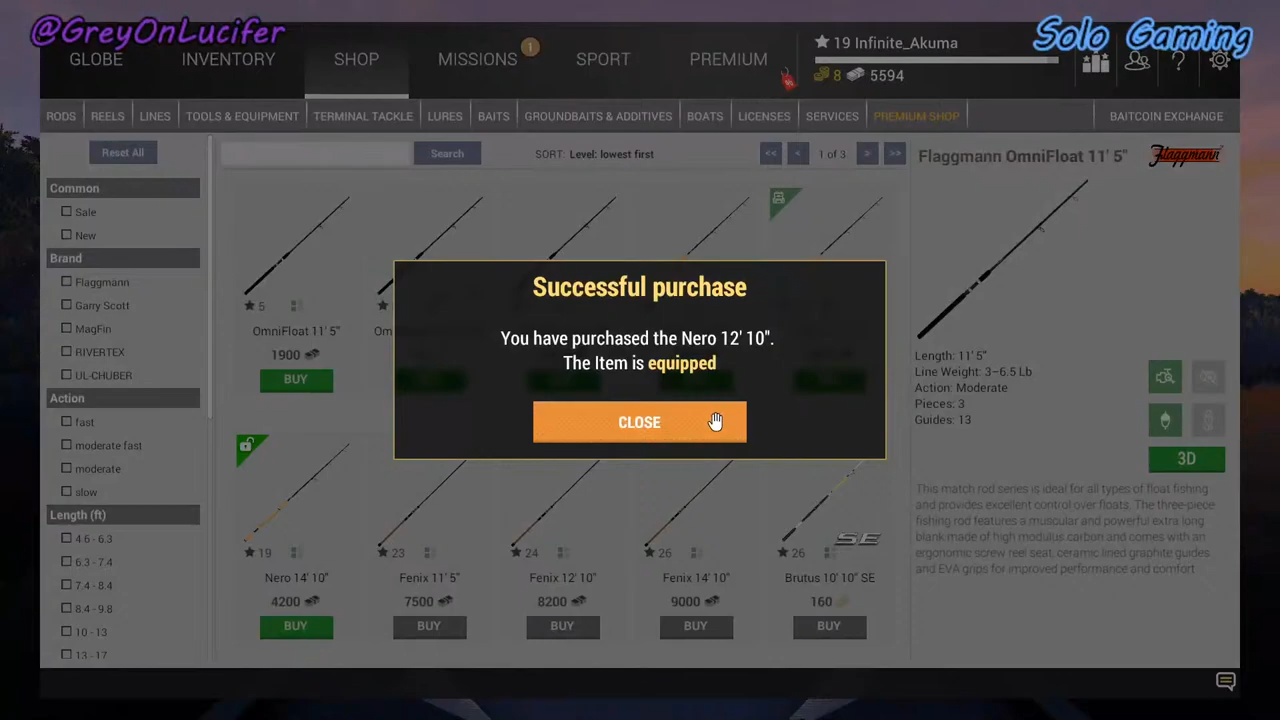 @GreyOnLucifer
Solo Gaming
GLOBE
INVENTORY
SHOP
MISSIONS
1
SPORT
PREMIUM
19 Infinite_Akuma
8 5594
?
RODS
REELS
LINES
TOOLS & EQUIPMENT
TERMINAL TACKLE
LURES
BAITS
GROUNDBAITS & ADDITIVES
BOATS
LICENSES
SERVICES
PREMIUM SHOP
BAITCOIN EXCHANGE
Reset All
Search
SORT: Level: lowest first
<<
<
1 of 3
>
>>
Flaggmann OmniFloat 11' 5"
Flaggmann
Common
Sale
New
Brand
Flaggmann
Garry Scott
MagFin
RIVERTEX
UL-CHUBER
Action
fast
moderate fast
moderate
slow
Length (ft)
4.6 - 6.3
6.3 - 7.4
7.4 - 8.4
8.4 - 9.8
10 - 13
13 - 17
5
OmniFloat 11' 5"
1900
BUY
Successful purchase
You have purchased the Nero 12' 10".
The Item is equipped
CLOSE
19
Nero 14' 10"
4200
BUY
23
Fenix 11' 5"
7500
BUY
24
Fenix 12' 10"
8200
BUY
26
Fenix 14' 10"
9000
BUY
SE
26
Brutus 10' 10" SE
160
BUY
Length: 11' 5"
Line Weight: 3–6.5 Lb
Action: Moderate
Pieces: 3
Guides: 13
3D
This match rod series is ideal for all types of float fishing
and provides excellent control over floats. The three-piece
fishing rod features a muscular and powerful extra long
blank made of high modulus carbon and comes with an
ergonomic screw reel seat, ceramic lined graphite guides
and EVA grips for improved performance and comfort